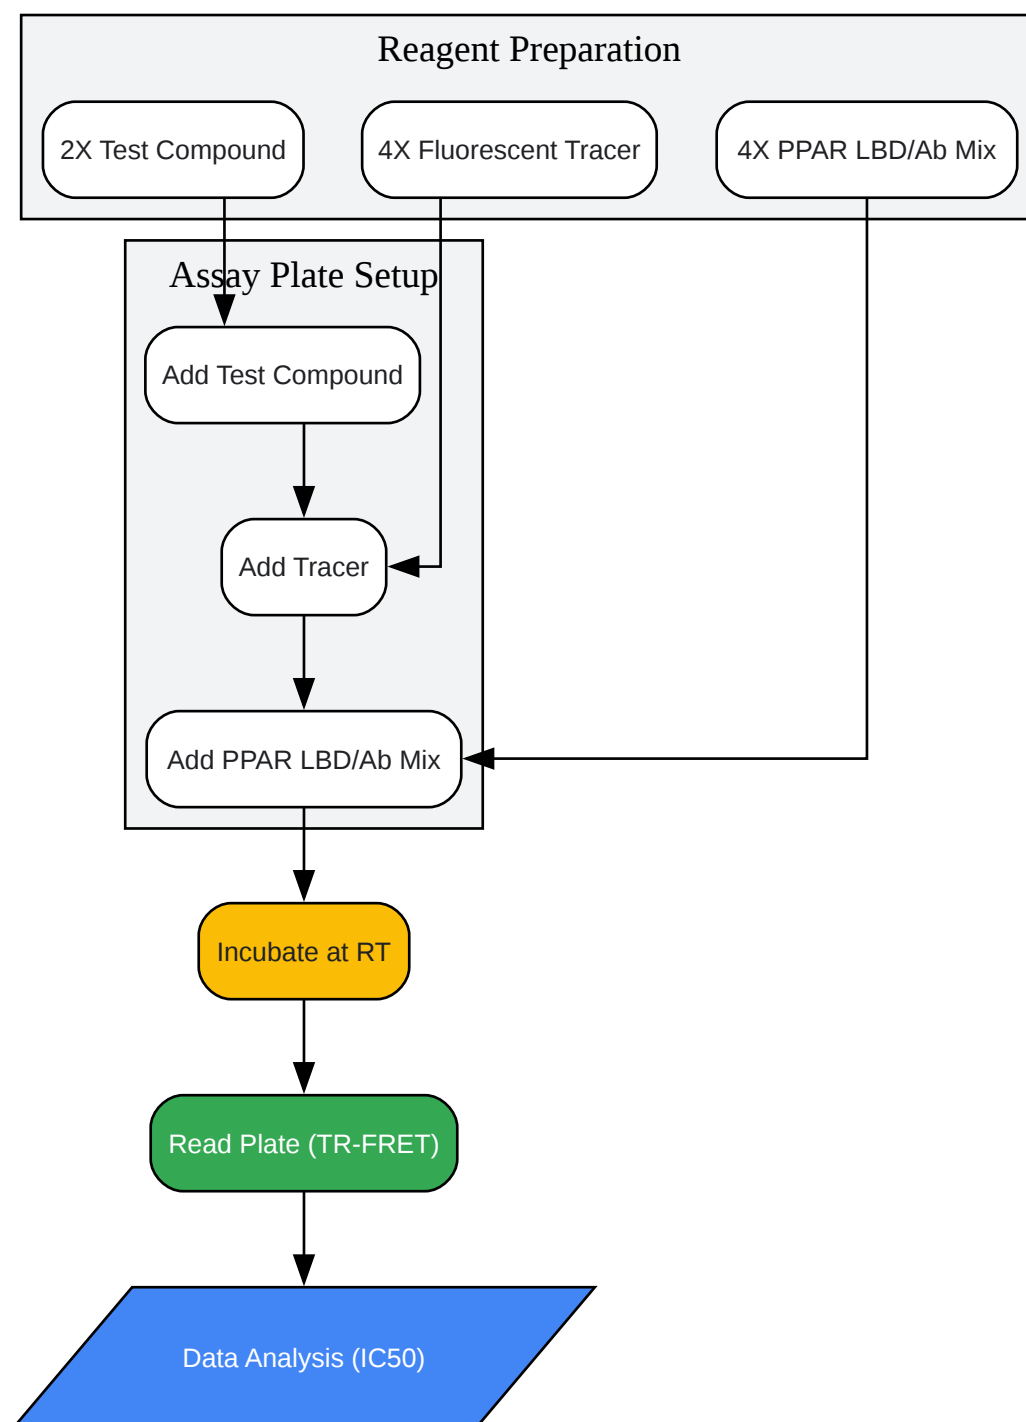 Reagent Preparation
2X Test Compound
4X Fluorescent Tracer
4X PPAR LBD/Ab Mix
Assay Plate Setup
Add Test Compound
Add Tracer
Add PPAR LBD/Ab Mix
Incubate at RT
Read Plate (TR-FRET)
Data Analysis (IC50)